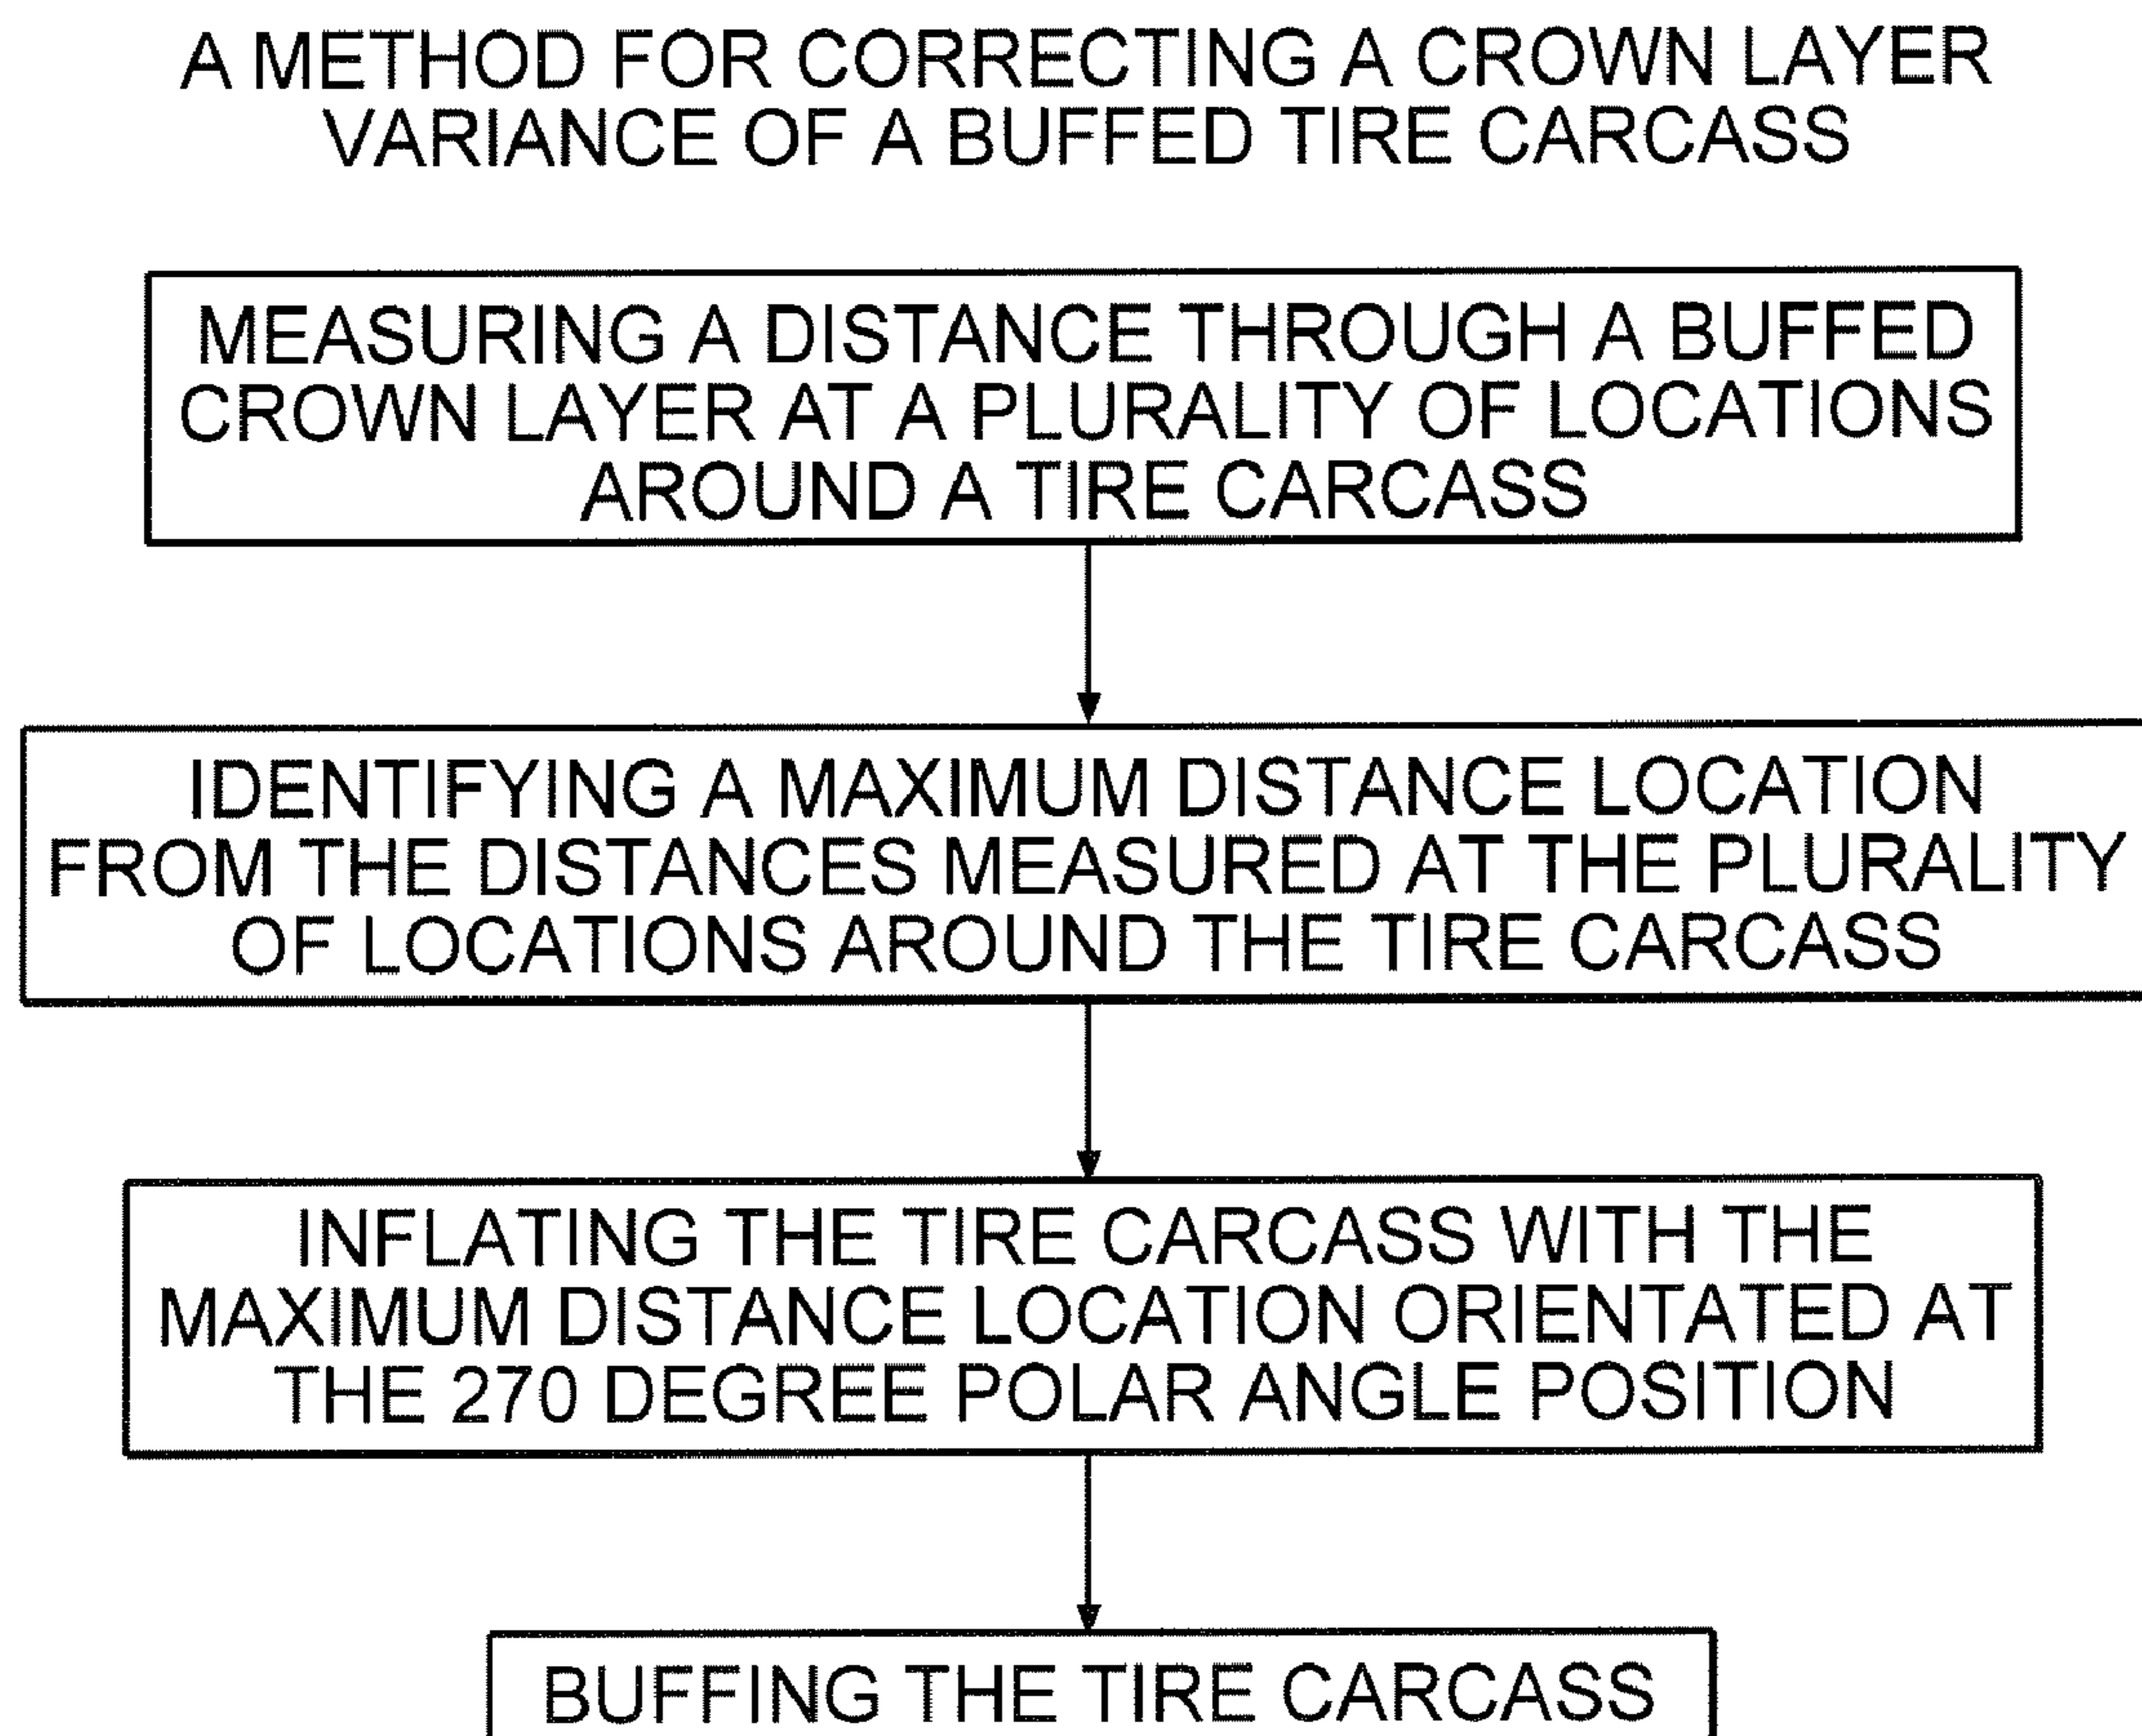 A METHOD FOR CORRECTING A CROWN LAYER
VARIANCE OF A BUFFED TIRE CARCASS
MEASURING A DISTANCE THROUGH A BUFFED
CROWN LAYER AT A PLURALITY OF LOCATIONS
AROUND A TIRE CARCASS
IDENTIFYING A MAXIMUM DISTANCE LOCATION
FROM THE DISTANCES MEASURED AT THE PLURALITY
OF LOCATIONS AROUND THE TIRE CARCASS
INFLATING THE TIRE CARCASS WITH THE
MAXIMUM DISTANCE LOCATION ORIENTATED AT
THE 270 DEGREE POLAR ANGLE POSITION
BUFFING THE TIRE CARCASS